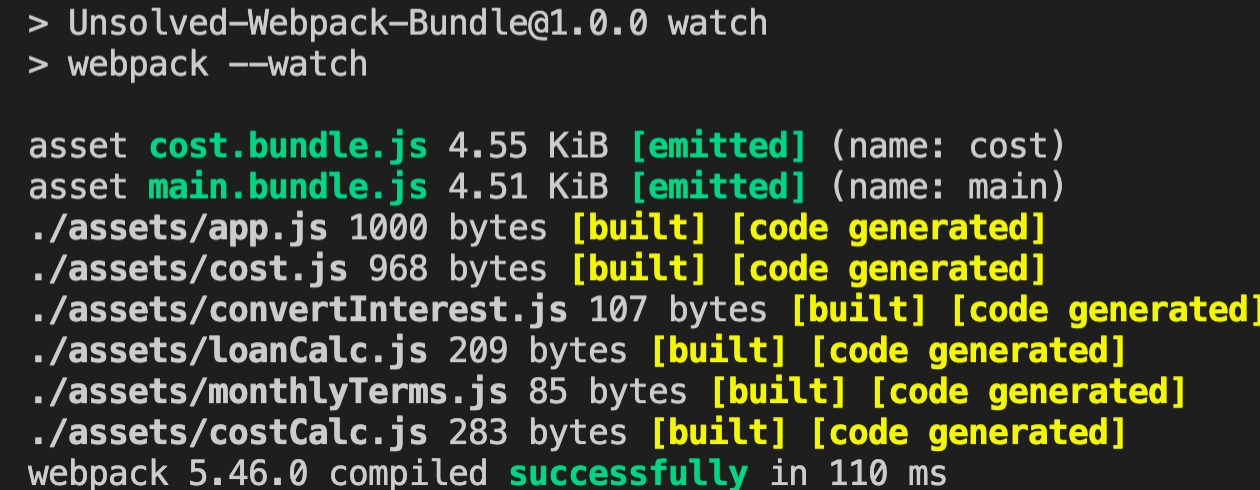 > Unsolved-Webpack-Bundle@1.0.0 watch
> webpack --watch
asset cost.bundle.js 4.55 KiB [emitted] (name: cost)
asset main.bundle.js 4.51 KiB [emitted] (name: main)
./assets/app.js 1000 bytes [built] [code generated]
./assets/cost.js 968 bytes [built] [code generated]
./assets/convertInterest.js 107 bytes [built] [code generated]
./assets/loanCalc.js 209 bytes [built] [code generated]
./assets/monthlyTerms.js 85 bytes [built] [code generated]
./assets/costCalc.js 283 bytes [built] [code generated]
webpack 5.46.0 compiled successfully in 110 ms